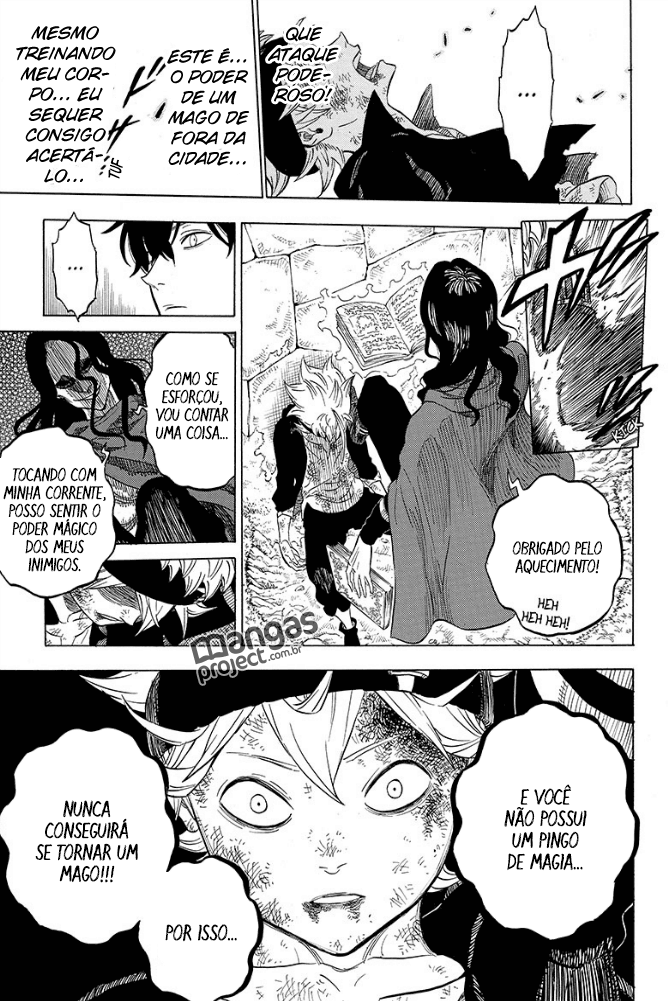 ...
QUE
ATAQUE
PODE-
ROSO!
ESTE É...
O PODER
DE UM
MAGO DE
FORA DA
CIDADE...
MESMO
TREINANDO
MEU COR-
PO... EU
SEQUER
CONSIGO
ACERTÁ-
LO...
TUF
OBRIGADO PELO
AQUECIMENTO!
HEH
HEH HEH!
...
COMO SE
ESFORÇOU,
VOU CONTAR
UMA COISA...
TOCANDO COM
MINHA CORRENTE,
POSSO SENTIR O
PODER MÁGICO
DOS MEUS
INIMIGOS.
mangas
project.com.br
E VOCÊ
NÃO POSSUI
UM PINGO
DE MAGIA...
POR ISSO...
NUNCA
CONSEGUIRÁ
SE TORNAR UM
MAGO!!!